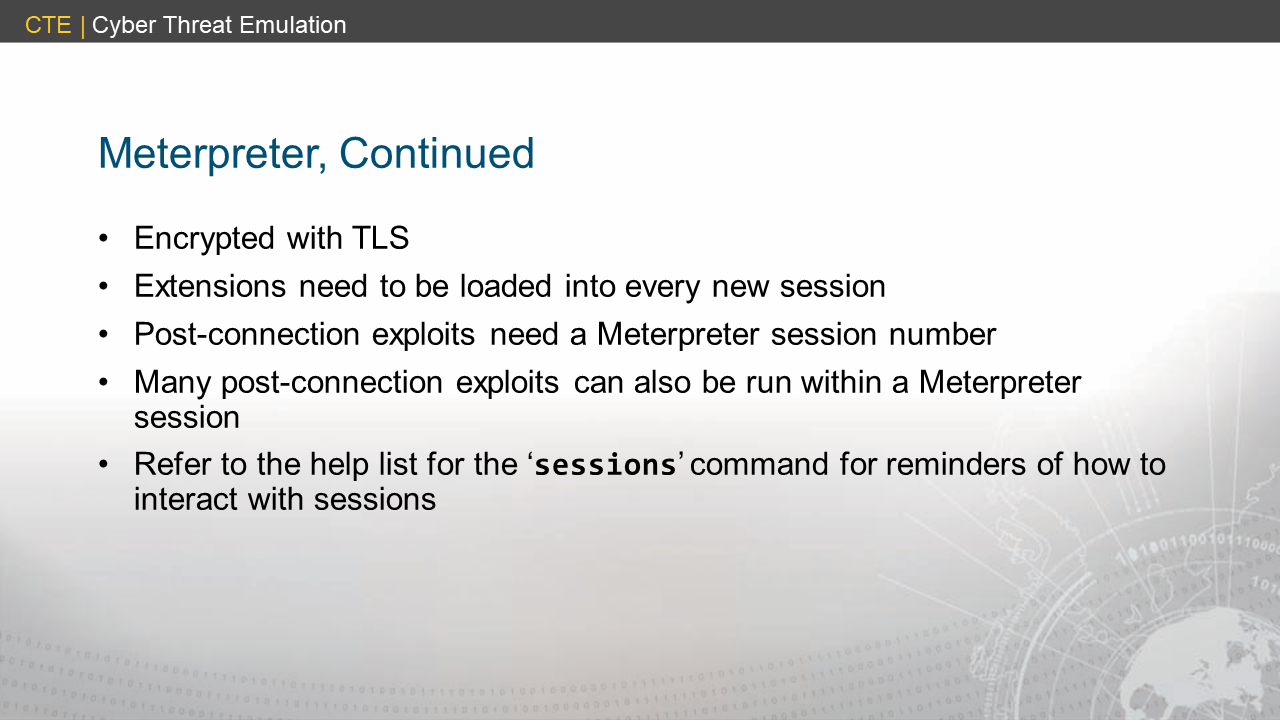 CTE | Cyber Threat Emulation
Meterpreter, Continued
• Encrypted with TLS
• Extensions need to be loaded into every new session
• Post-connection exploits need a Meterpreter session number
• Many post-connection exploits can also be run within a Meterpreter
session
• Refer to the help list for the ‘sessions’ command for reminders of how to
interact with sessions